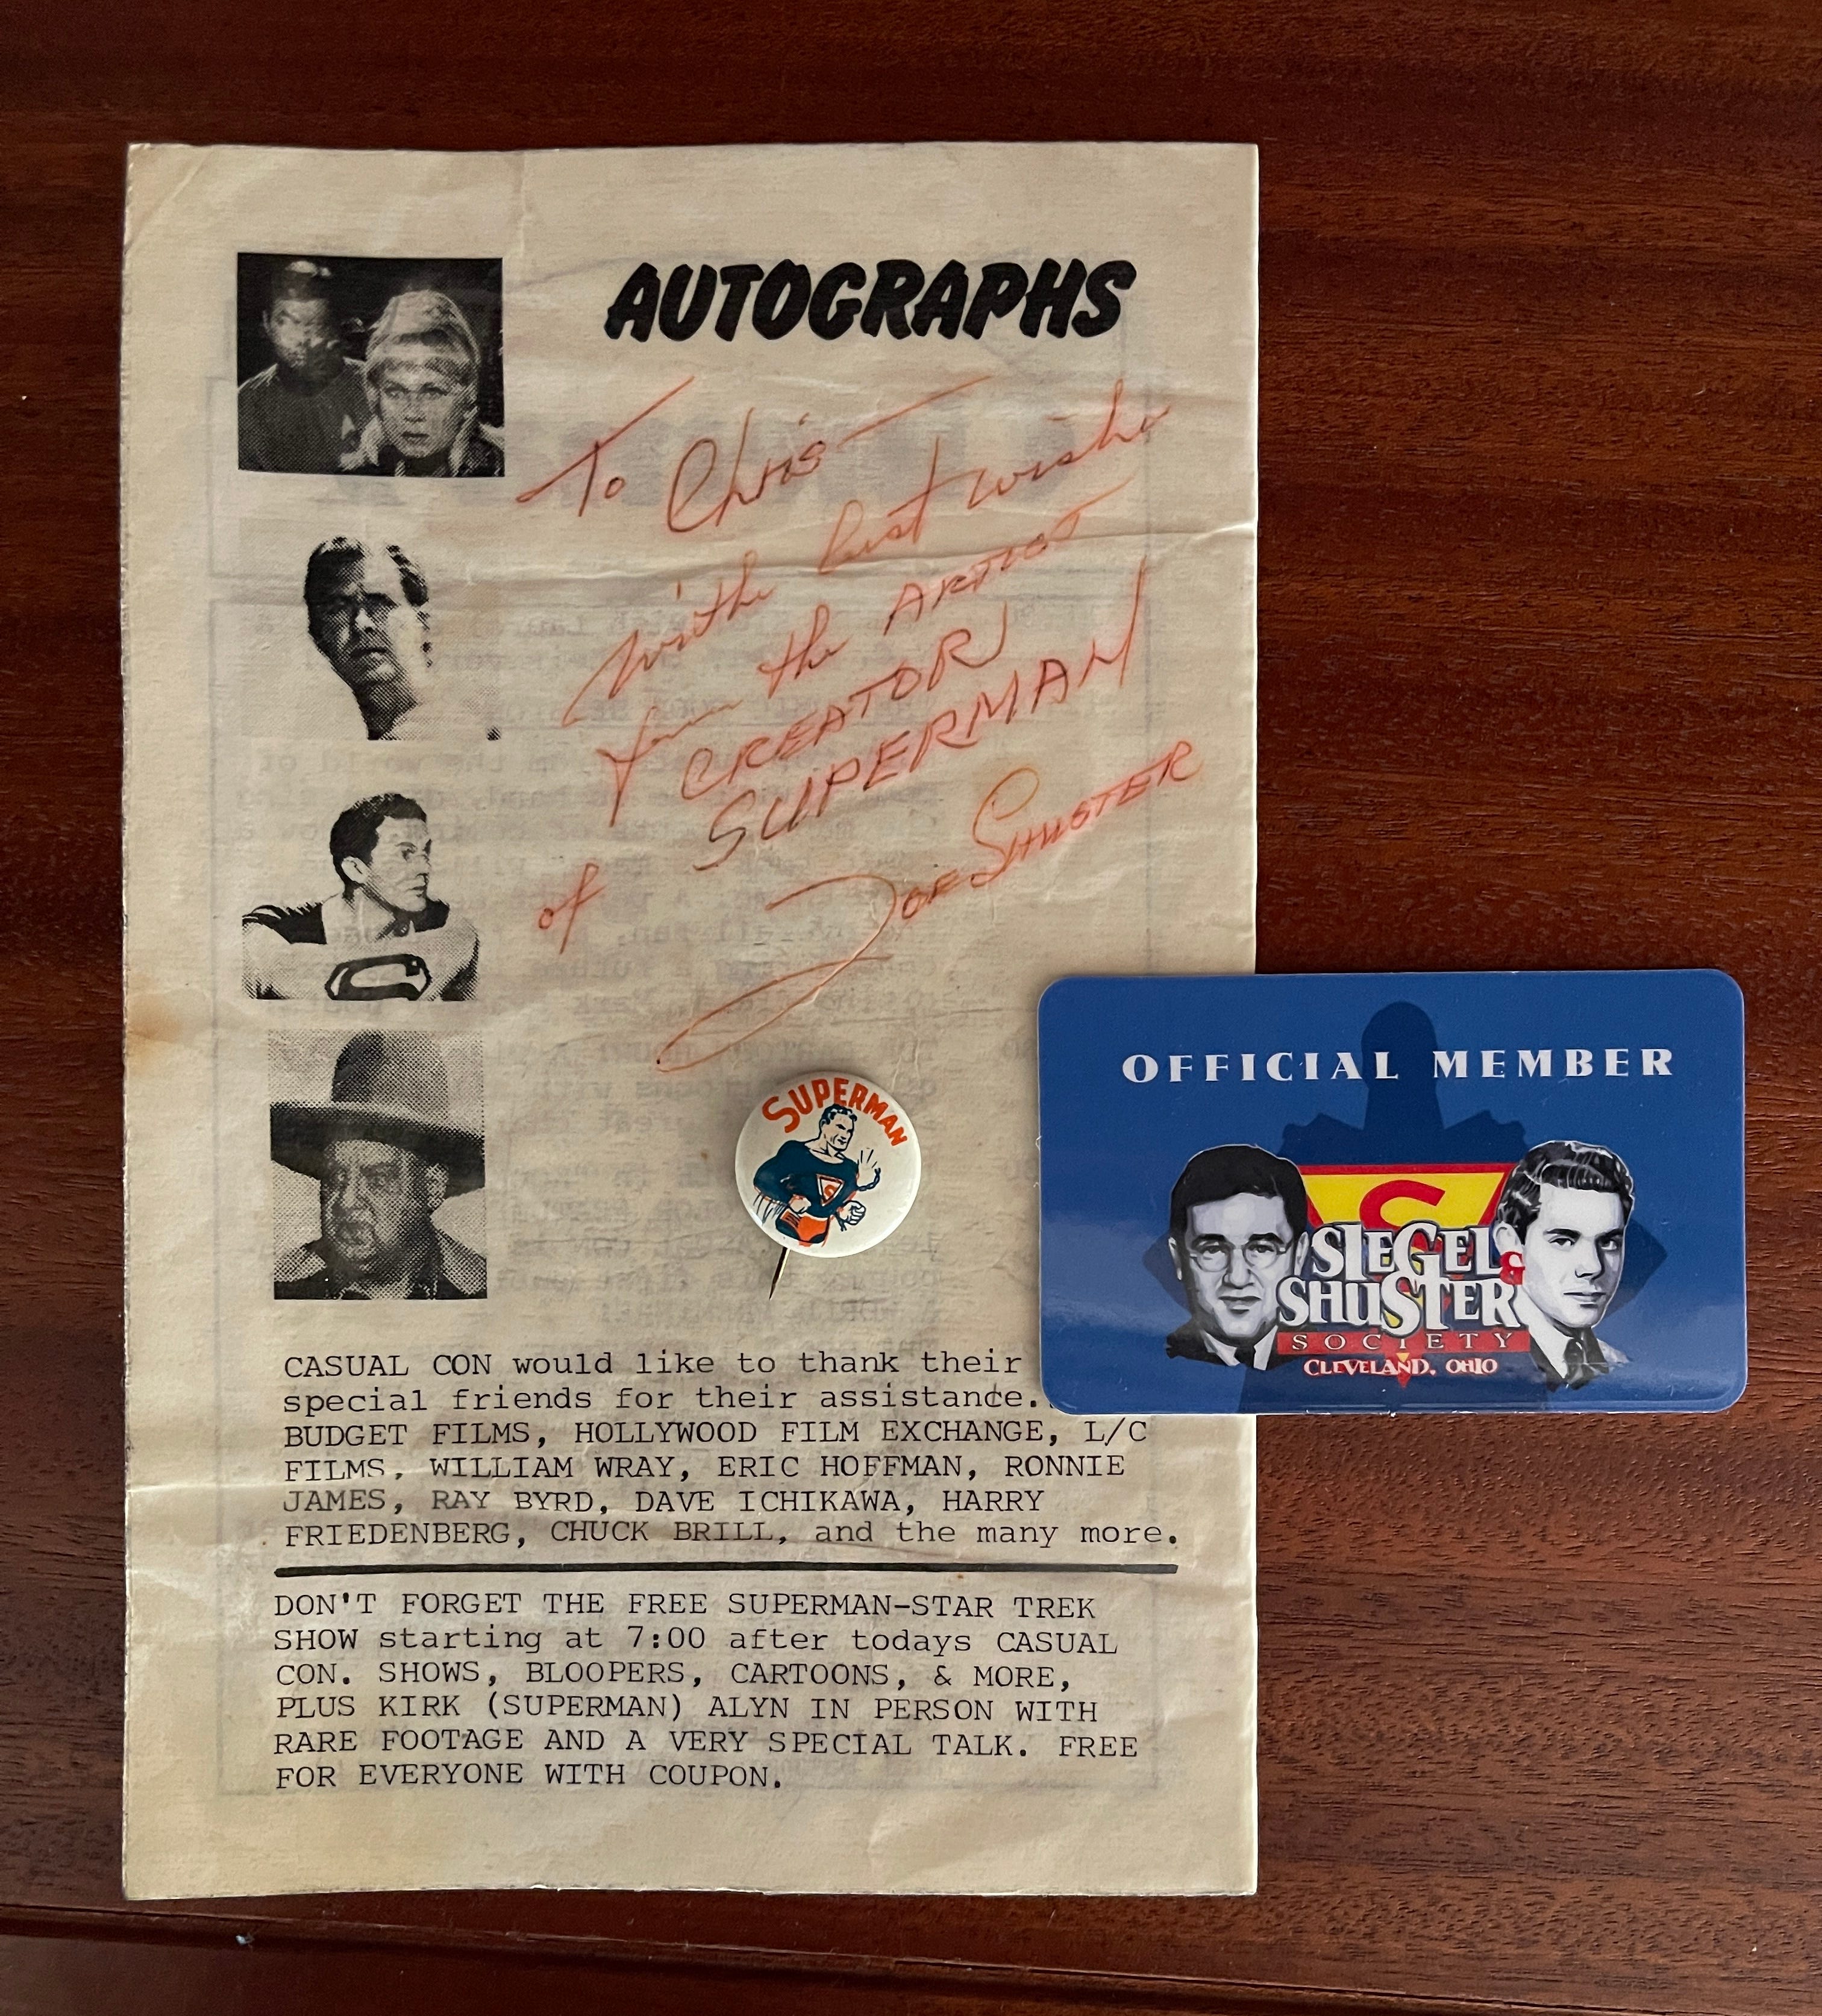 AUTOGRAPHS
To Chris
with best wishes
from the ARTIST
CREATOR
of SUPERMAN
JOE SHUSTER
SUPERMAN
S
OFFICIAL MEMBER
S
SIEGEL &
SHUSTER
SOCIETY
CLEVELAND, OHIO
CASUAL CON would like to thank their
special friends for their assistance.
BUDGET FILMS, HOLLYWOOD FILM EXCHANGE, L/C
FILMS, WILLIAM WRAY, ERIC HOFFMAN, RONNIE
JAMES, RAY BYRD, DAVE ICHIKAWA, HARRY
FRIEDENBERG, CHUCK BRILL, and the many more.
DON'T FORGET THE FREE SUPERMAN-STAR TREK
SHOW starting at 7:00 after todays CASUAL
CON. SHOWS, BLOOPERS, CARTOONS, & MORE,
PLUS KIRK (SUPERMAN) ALYN IN PERSON WITH
RARE FOOTAGE AND A VERY SPECIAL TALK. FREE
FOR EVERYONE WITH COUPON.